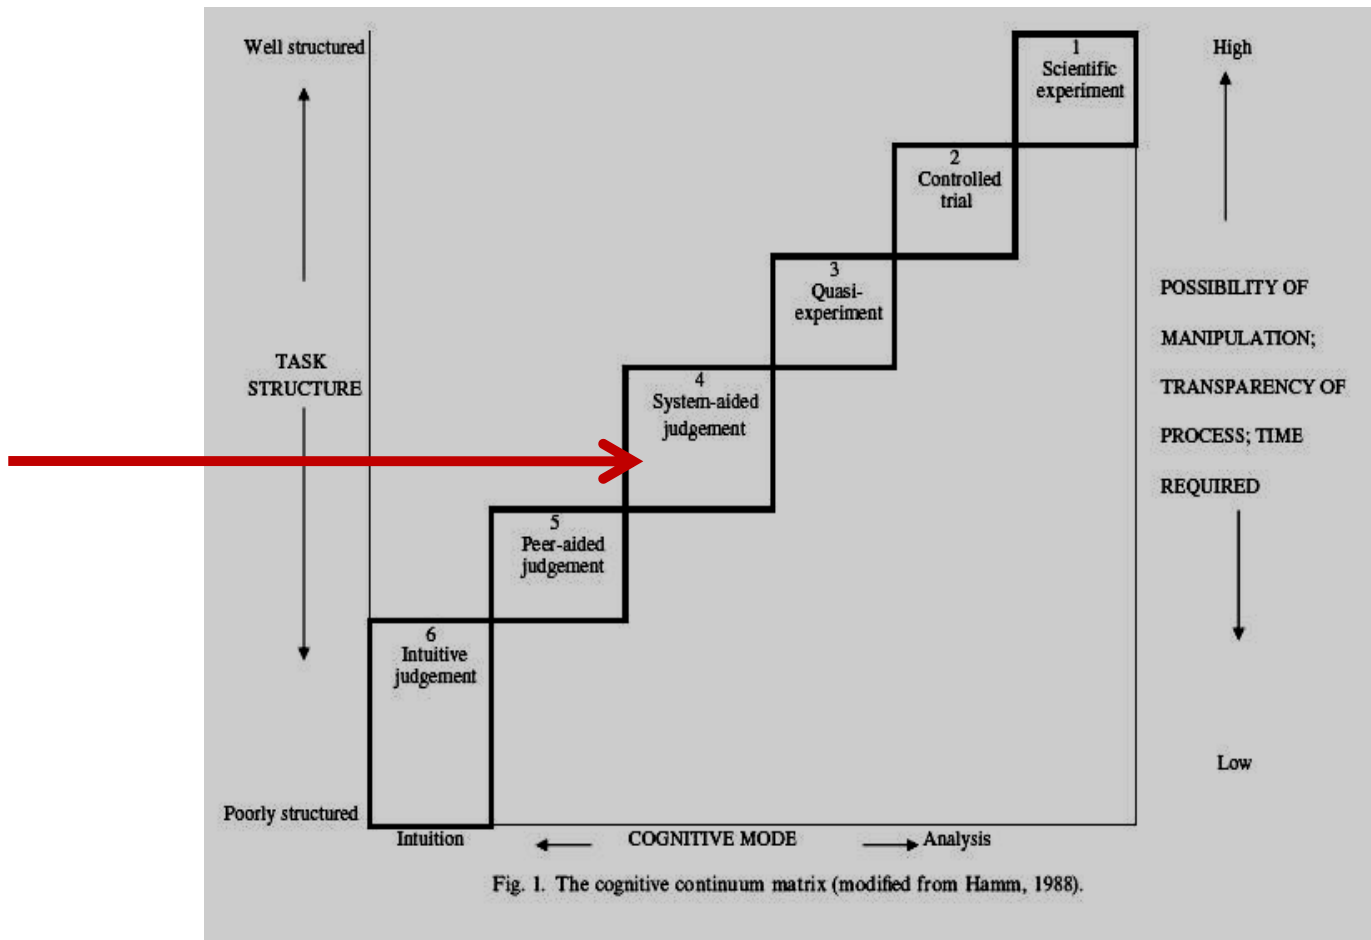 Well structured
1
Scientific
experiment
High
2
Controlled
trial
3
Quasi-
experiment
POSSIBILITY OF
MANIPULATION;
TRANSPARENCY OF
PROCESS; TIME
REQUIRED
TASK
STRUCTURE
4
System-aided
judgement
5
Peer-aided
judgement
6
Intuitive
judgement
Low
Poorly structured
Intuition
COGNITIVE MODE
Analysis
Fig. 1. The cognitive continuum matrix (modified from Hamm, 1988).